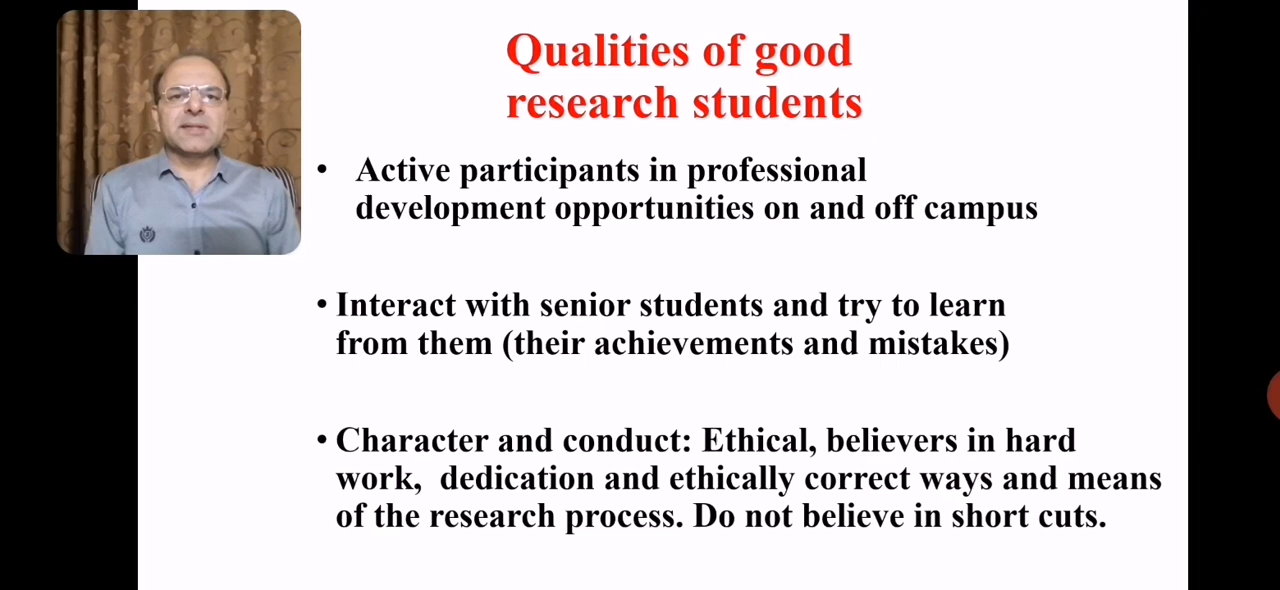 Qualities of good
research students
• Active participants in professional
development opportunities on and off campus
• Interact with senior students and try to learn
from them (their achievements and mistakes)
• Character and conduct: Ethical, believers in hard
work, dedication and ethically correct ways and means
of the research process. Do not believe in short cuts.